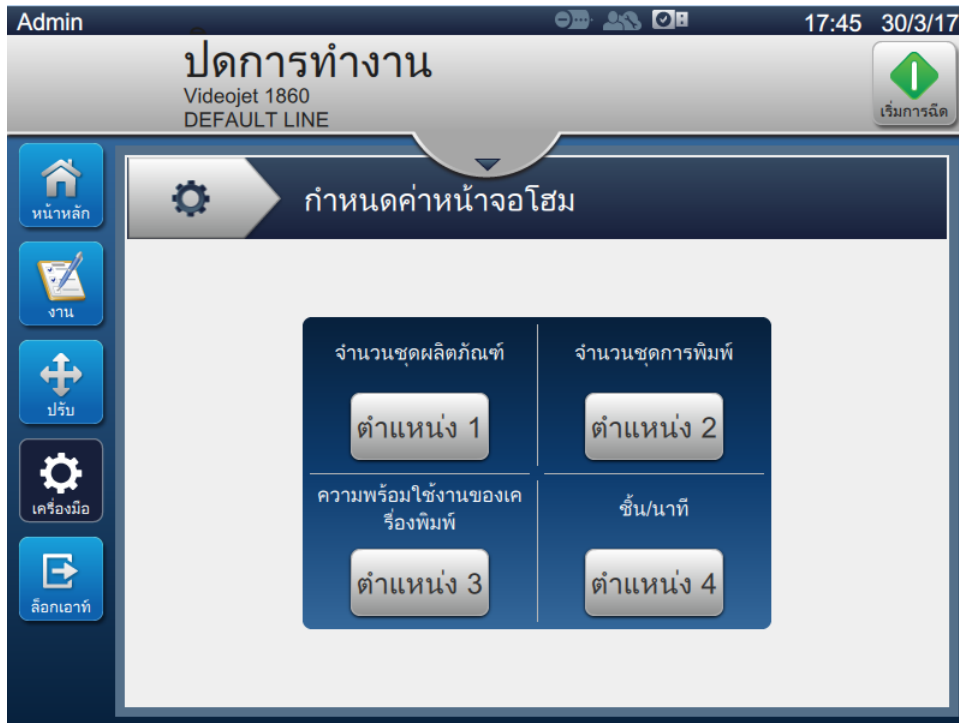 Admin
17:45 30/3/17
ปิดการทำงาน
Videojet 1860
DEFAULT LINE
เริ่มการฉีด
หน้าหลัก
งาน
ปรับ
เครื่องมือ
ล็อกเอาท์
กำหนดค่าหน้าจอโฮม
จำนวนชุดผลิตภัณฑ์
จำนวนชุดการพิมพ์
ตำแหน่ง 1
ตำแหน่ง 2
ความพร้อมใช้งานของเค
รื่องพิมพ์
ชิ้น/นาที
ตำแหน่ง 3
ตำแหน่ง 4